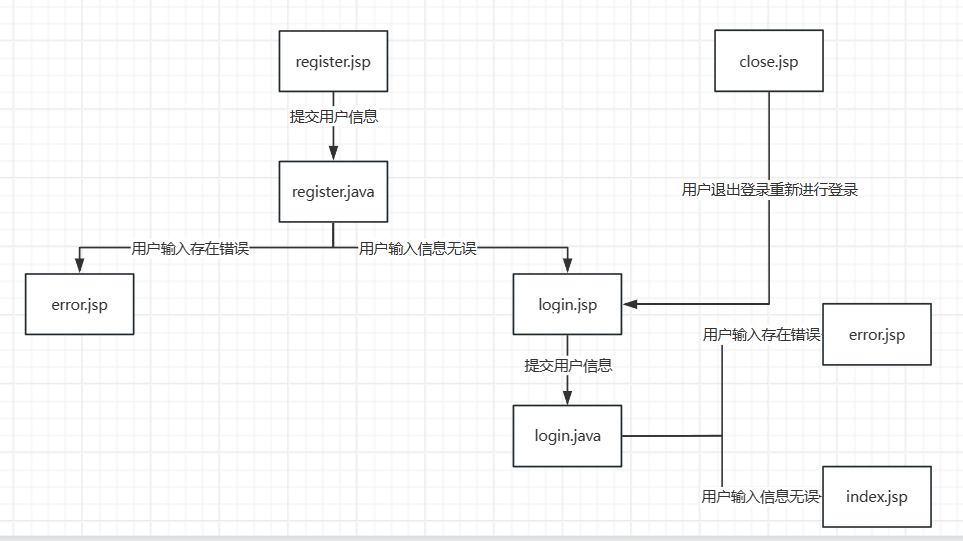 register.jsp
close.jsp
提交用户信息
register.java
用户退出登录重新进行登录
用户输入存在错误
用户输入信息无误
error.jsp
login.jsp
用户输入存在错误
error.jsp
提交用户信息
login.java
用户输入信息无误
index.jsp